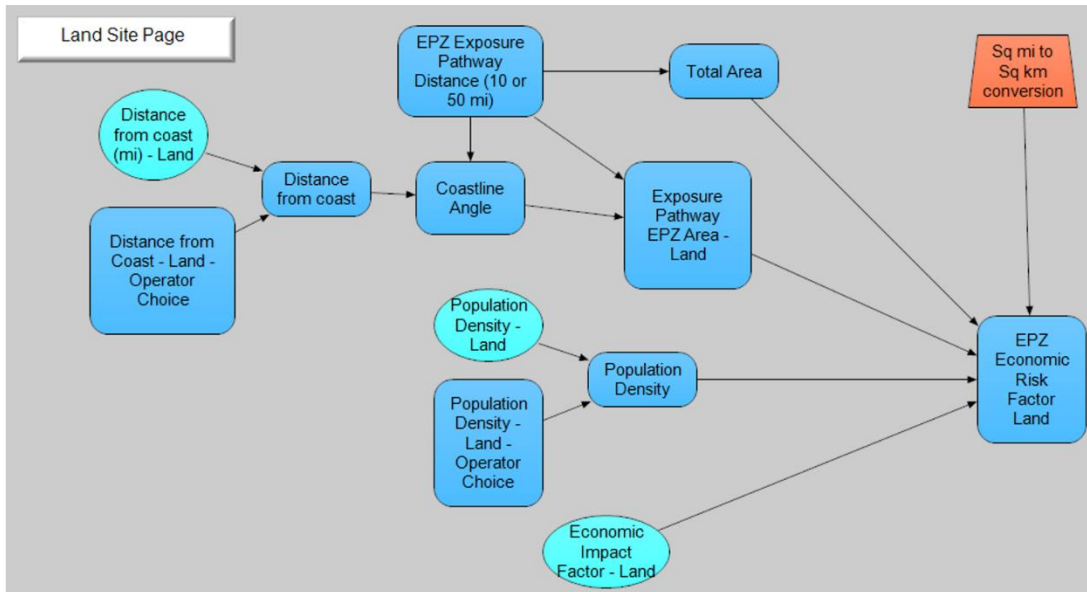 Land Site Page
EPZ Exposure
Pathway
Distance (10 or
50 mi)
Total Area
Sq mi to
Sq km
conversion
Distance
from coast
(mi) - Land
Distance
from coast
Coastline
Angle
Exposure
Pathway
EPZ Area -
Land
Distance from
Coast - Land -
Operator
Choice
Population
Density -
Land
Population
Density
EPZ
Economic
Risk
Factor
Land
Population
Density -
Land -
Operator
Choice
Economic
Impact
Factor - Land